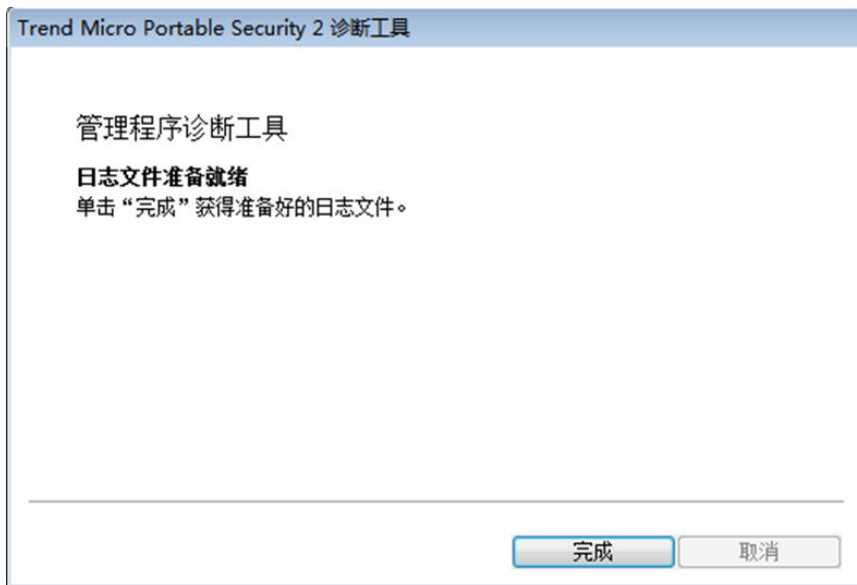 Trend Micro Portable Security 2 诊断工具
管理程序诊断工具
日志文件准备就绪
单击“完成”获得准备好的日志文件。
完成
取消